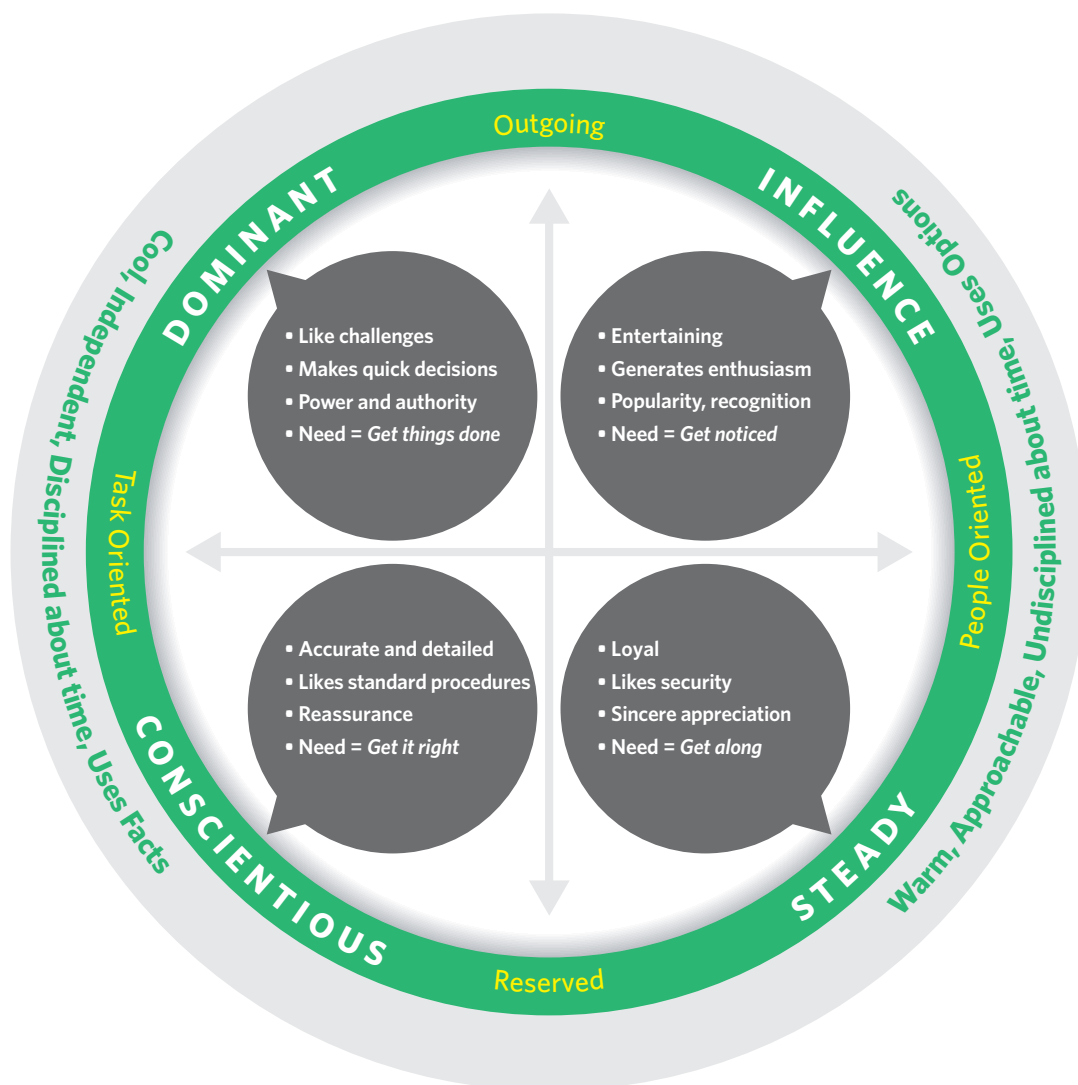 Outgoing
DOMINANT
INFLUENCE
Cool, Independent, Disciplined about time, Uses Facts
Warm, Approachable, Undisciplined about time, Uses Options
▪ Like challenges
▪ Makes quick decisions
▪ Power and authority
▪ Need = Get things done
▪ Entertaining
▪ Generates enthusiasm
▪ Popularity, recognition
▪ Need = Get noticed
Task Oriented
People Oriented
▪ Accurate and detailed
▪ Likes standard procedures
▪ Reassurance
▪ Need = Get it right
▪ Loyal
▪ Likes security
▪ Sincere appreciation
▪ Need = Get along
CONSCIENTIOUS
STEADY
Reserved